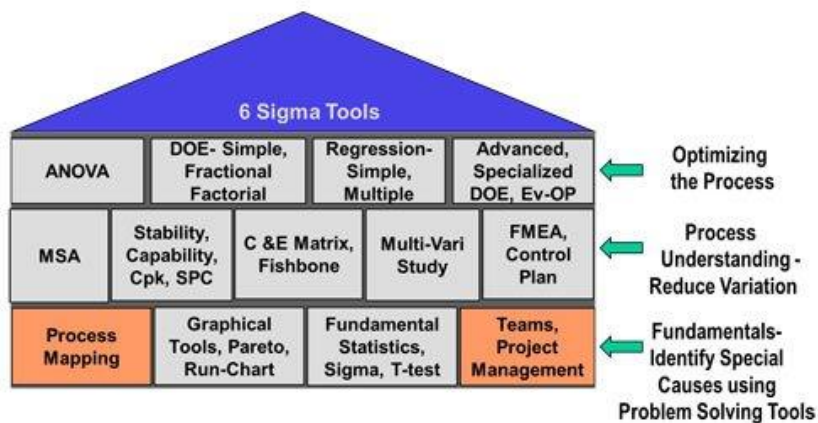 6 Sigma Tools
ANOVA
DOE- Simple,
Fractional
Factorial
Regression-
Simple,
Multiple
Advanced,
Specialized
DOE, Ev-OP
Optimizing
the Process
MSA
Stability,
Capability,
Cpk, SPC
C &E Matrix,
Fishbone
Multi-Vari
Study
FMEA,
Control
Plan
Process
Understanding -
Reduce Variation
Process
Mapping
Graphical
Tools, Pareto,
Run-Chart
Fundamental
Statistics,
Sigma, T-test
Teams,
Project
Management
Fundamentals-
Identify Special
Causes using
Problem Solving Tools